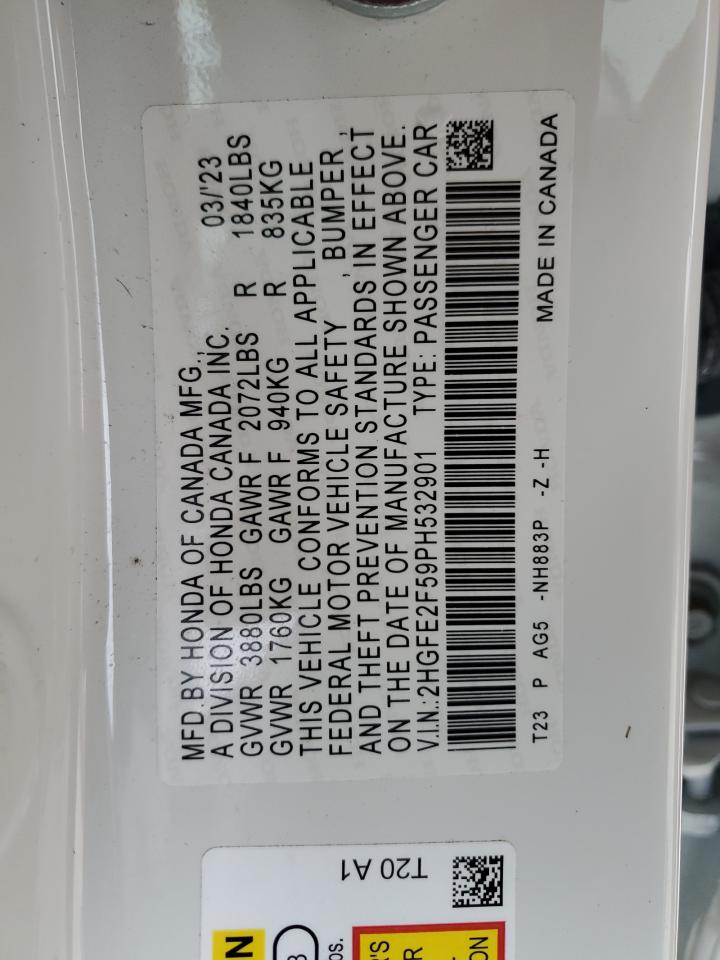 MFD.BY HONDA OF CANADA MFG.,
A DIVISION OF HONDA CANADA INC. 03/'23
GVWR 3880LBS GAWR F 2072LBS R 1840LBS
GVWR 1760KG GAWR F 940KG R 835KG
THIS VEHICLE CONFORMS TO ALL APPLICABLE
FEDERAL MOTOR VEHICLE SAFETY , BUMPER ,
AND THEFT PREVENTION STANDARDS IN EFFECT
ON THE DATE OF MANUFACTURE SHOWN ABOVE.
V.I.N.:2HGFE2F59PH532901 TYPE: PASSENGER CAR
T23 P AG5 -NH883P -Z -H MADE IN CANADA
T20 A1